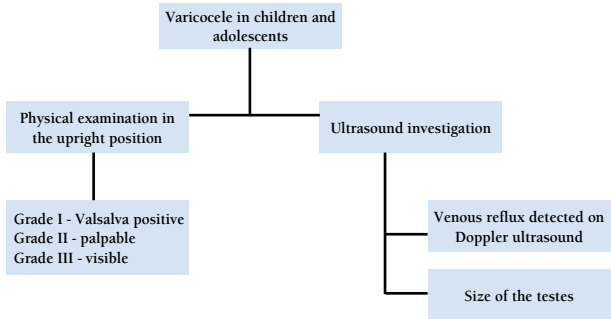 Varicocele in children and
adolescents
Physical examination in
the upright position
Ultrasound investigation
Grade I - Valsalva positive
Grade II - palpable
Grade III - visible
Venous reflux detected on
Doppler ultrasound
Size of the testes